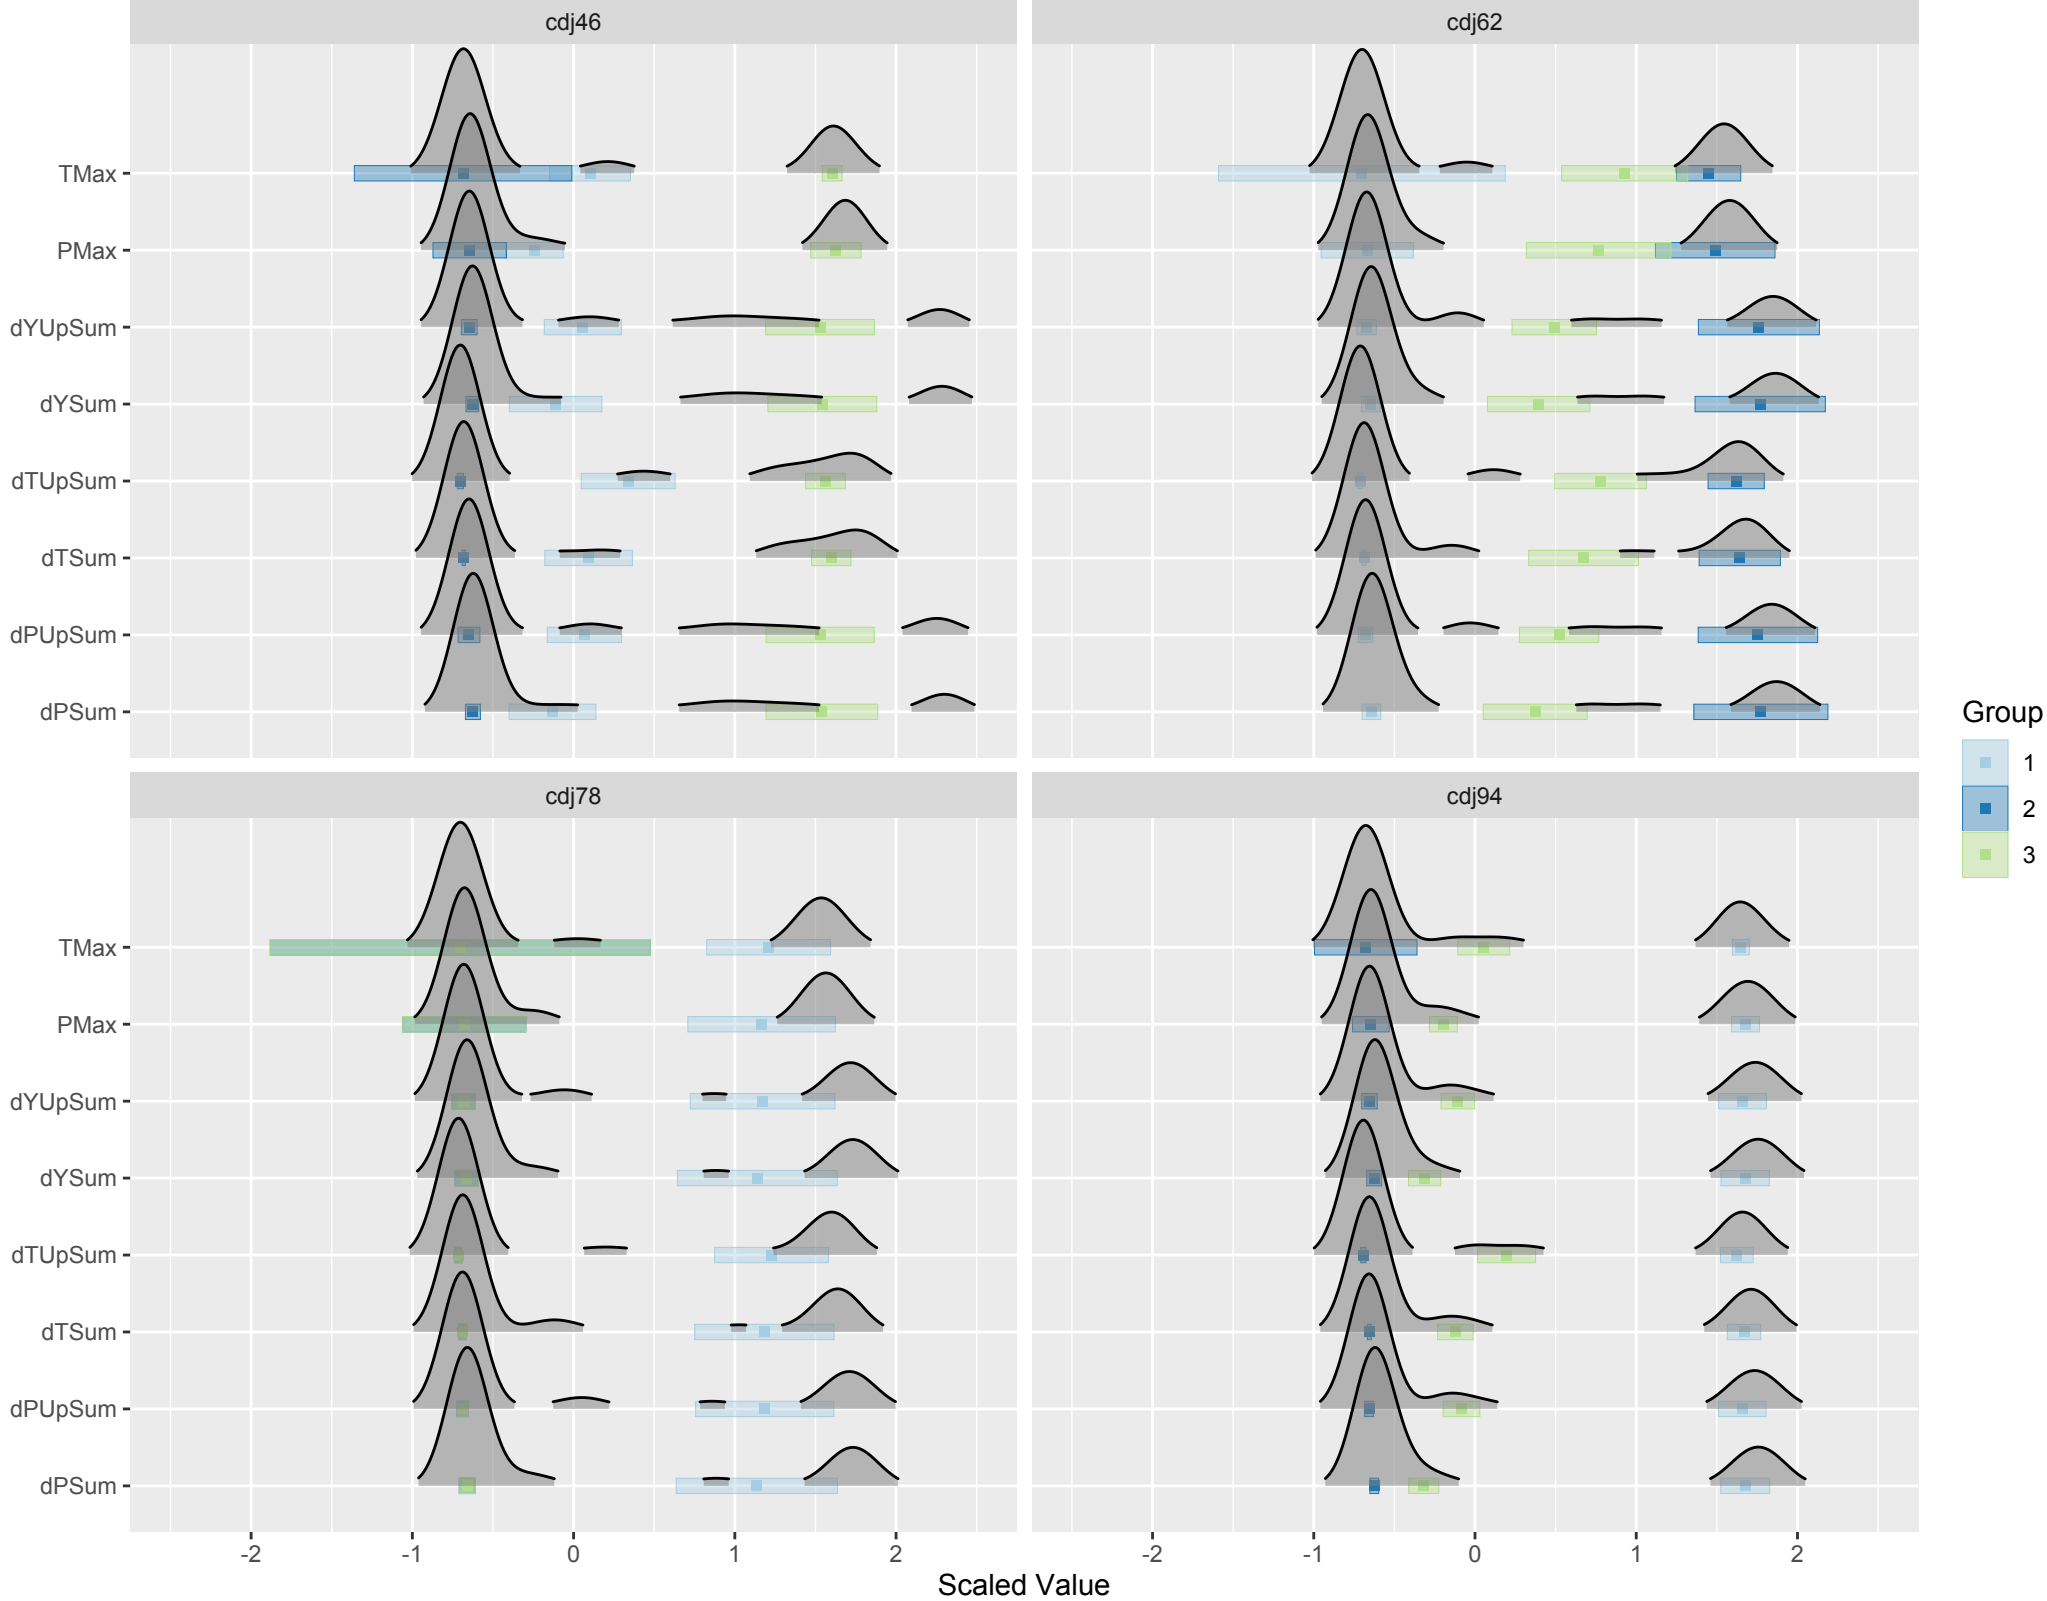 cdj46
cdj62
TMax
PMax
dYUpSum
dYSum
dTUpSum
dTSum
dPUpSum
dPSum
Group
1
2
3
cdj78
cdj94
TMax
PMax
dYUpSum
dYSum
dTUpSum
dTSum
dPUpSum
dPSum
-2 -1 0 1 2 -2 -1 0 1 2
Scaled Value